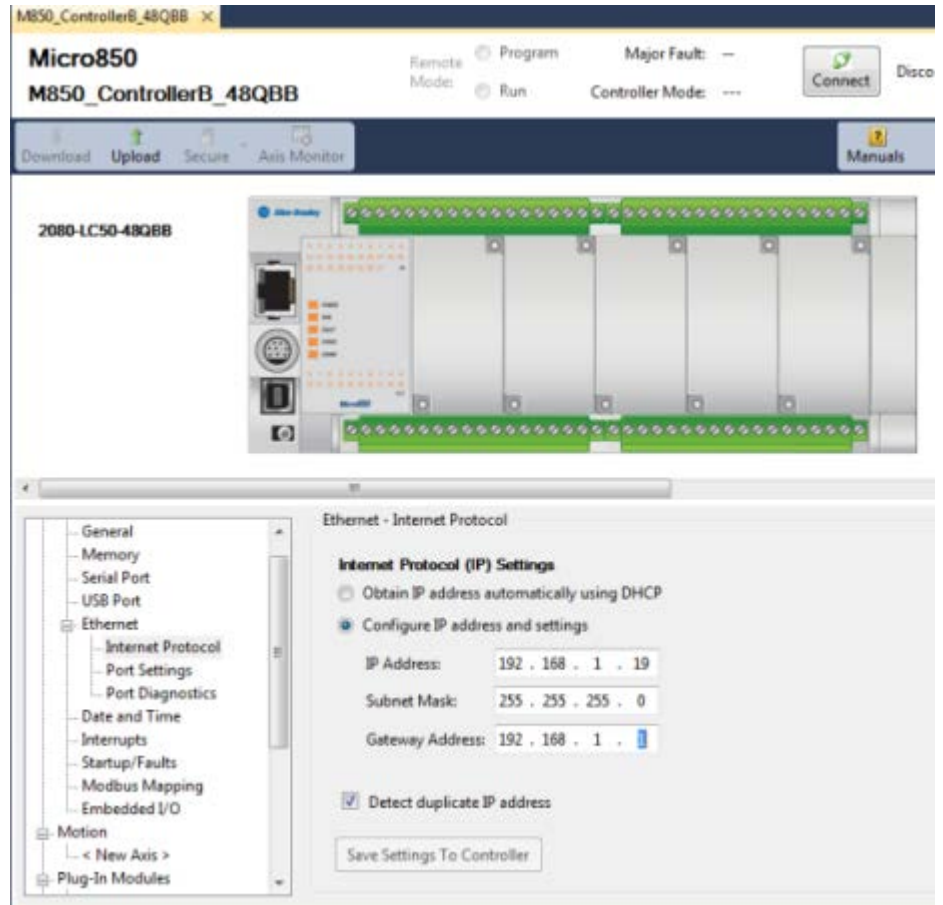 M850_ControllerB_48QBB ×
Micro850
M850_ControllerB_48QBB
Remote Mode:
Program
Run
Major Fault: --
Controller Mode: ---
Connect
Disco
Download Upload Secure Axis Monitor
Manuals
2080-LC50-48QBB
Allen-Bradley
Micro850
General
Memory
Serial Port
USB Port
Ethernet
Internet Protocol
Port Settings
Port Diagnostics
Date and Time
Interrupts
Startup/Faults
Modbus Mapping
Embedded I/O
Motion
< New Axis >
Plug-In Modules
Ethernet - Internet Protocol
Internet Protocol (IP) Settings
Obtain IP address automatically using DHCP
Configure IP address and settings
IP Address: 192 . 168 . 1 . 19
Subnet Mask: 255 . 255 . 255 . 0
Gateway Address: 192 . 168 . 1 . 1
Detect duplicate IP address
Save Settings To Controller